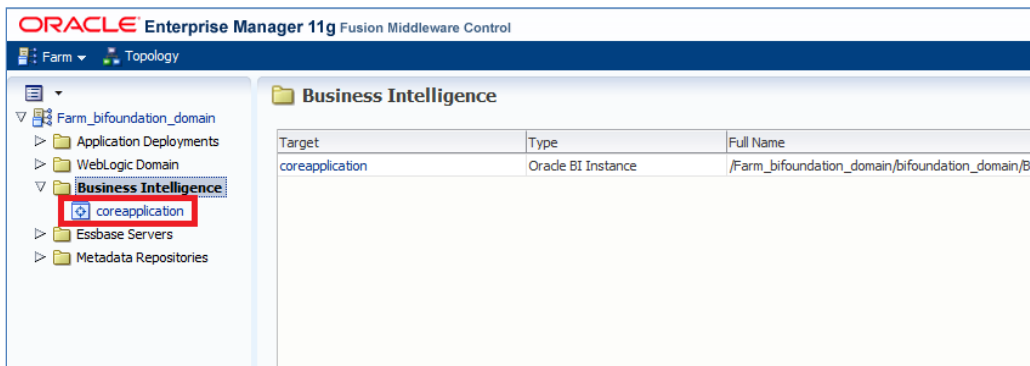 ORACLE Enterprise Manager 11g Fusion Middleware Control
Farm Topology
Farm_bifoundation_domain
Application Deployments
WebLogic Domain
Business Intelligence
coreapplication
Essbase Servers
Metadata Repositories
Business Intelligence
Target Type Full Name
coreapplication Oracle BI Instance /Farm_bifoundation_domain/bifoundation_domain/B